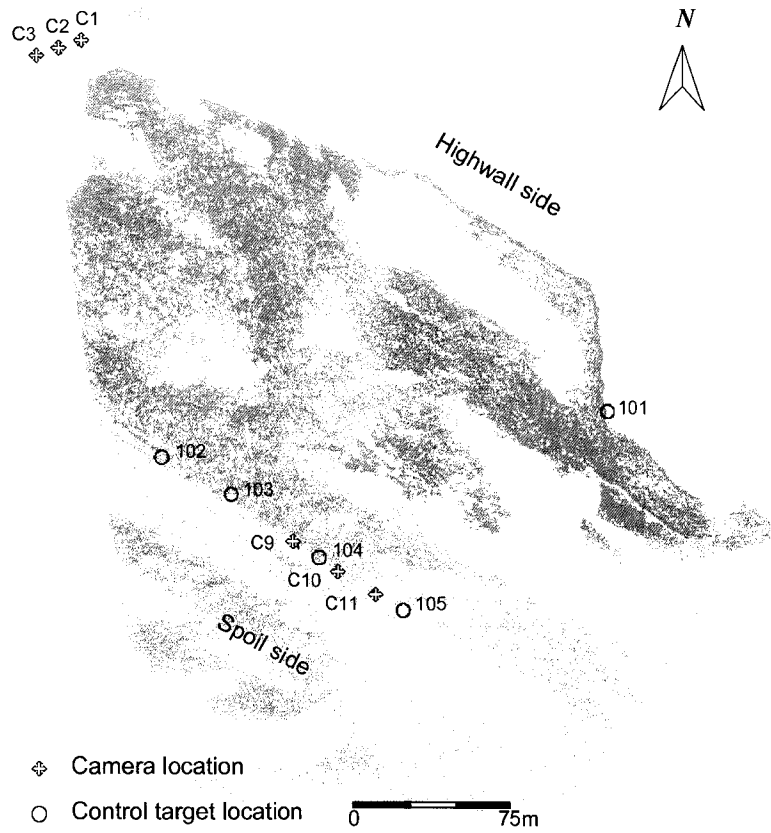 C3 C2 C1
N
Highwall side
101
102
103
C9
104
C10
C11
105
Spoil side
Camera location
Control target location
0 75m